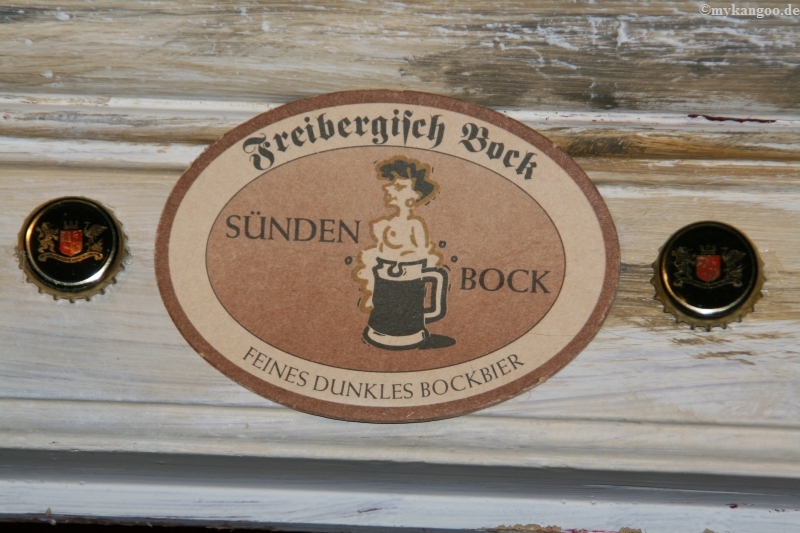 ©mykangoo.de
Freibergiſch Bock
SÜNDEN
BOCK
FEINES DUNKLES BOCKBIER